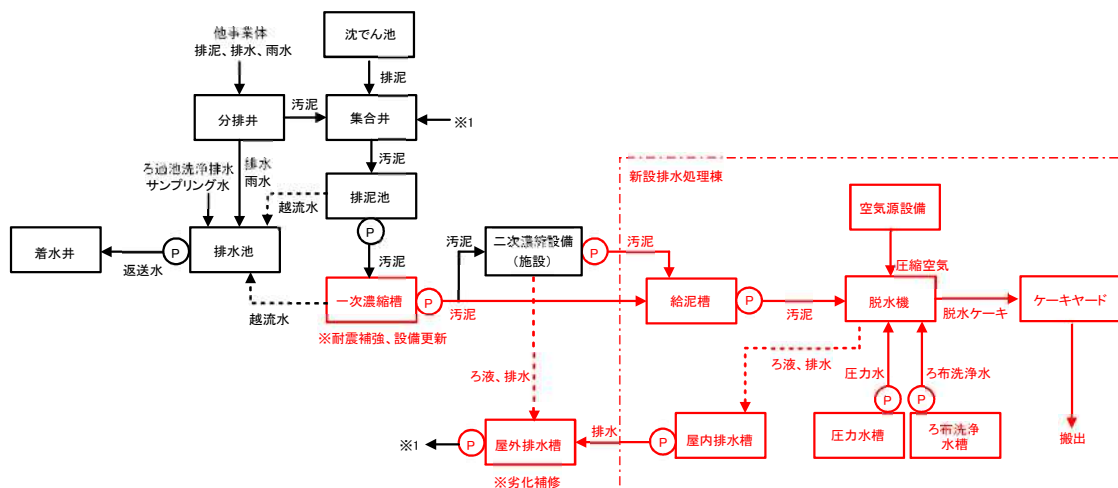 他事業体
排泥、排水、雨水
沈でん池
排泥
分排井
汚泥
集合井
※1
汚泥
ろ過池洗浄排水
サンプリング水
排水
雨水
越流水
排泥池
新設排水処理棟
空気源設備
着水井
返送水
P
排水池
P
汚泥
汚泥
二次濃縮設備
（施設）
P
汚泥
圧縮空気
越流水
一次濃縮槽
P
汚泥
給泥槽
P
汚泥
脱水機
脱水ケーキ
ケーキヤード
※耐震補強、設備更新
ろ液、排水
ろ液、排水
圧力水
ろ布洗浄水
P
P
※1
P
屋外排水槽
排水
P
屋内排水槽
圧力水槽
ろ布洗浄
水槽
搬出
※劣化補修